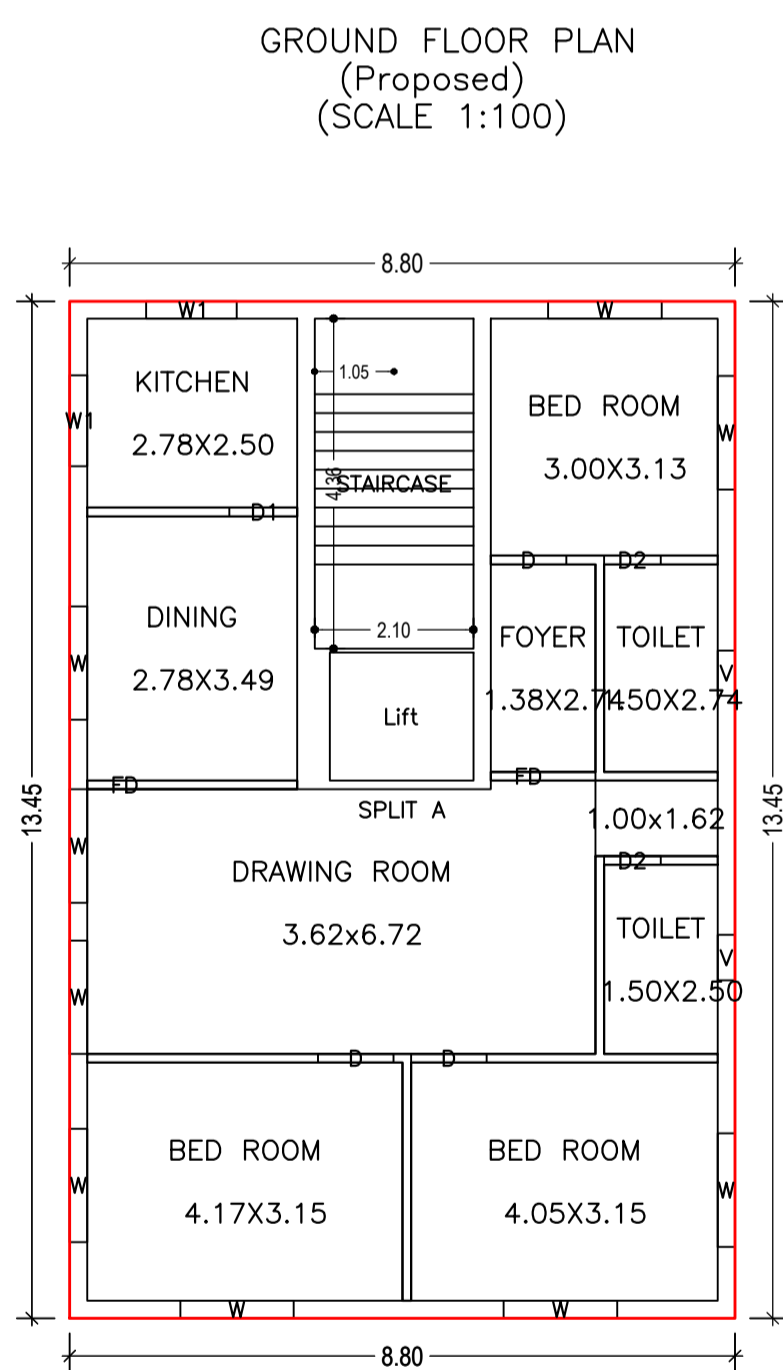 GROUND FLOOR PLAN
(Proposed)
(SCALE 1:100)
8.80
W1
W
KITCHEN
2.78X2.50
W1
1.05
BED ROOM
3.00X3.13
W
4.36
STAIRCASE
D1
D
D2
DINING
2.78X3.49
W
2.10
FOYER
1.38X2.74
TOILET
1.50X2.74
V
Lift
FD
FD
13.45
13.45
SPLIT A
1.00x1.62
W
DRAWING ROOM
3.62x6.72
D2
TOILET
1.50X2.50
V
W
D
D
BED ROOM
4.17X3.15
BED ROOM
4.05X3.15
W
W
W
W
8.80